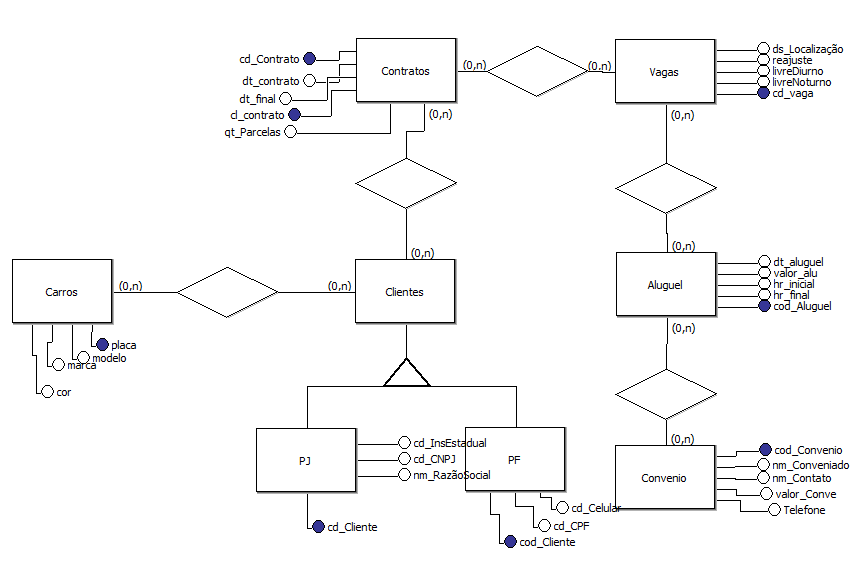 cd_Contrato
dt_contrato
dt_final
cl_contrato
qt_Parcelas
Contratos
(0,n)
(0,n)
(0,n)
Vagas
ds_Localização
reajuste
livreDiurno
livreNoturno
cd_vaga
(0,n)
(0,n)
(0,n)
Aluguel
dt_aluguel
valor_alu
hr_inicial
hr_final
cod_Aluguel
(0,n)
Carros
(0,n)
(0,n)
Clientes
placa
modelo
marca
cor
PJ
cd_InsEstadual
cd_CNPJ
nm_RazãoSocial
cd_Cliente
PF
cd_Celular
cd_CPF
cod_Cliente
(0,n)
Convenio
cod_Convenio
nm_Conveniado
nm_Contato
valor_Conve
Telefone